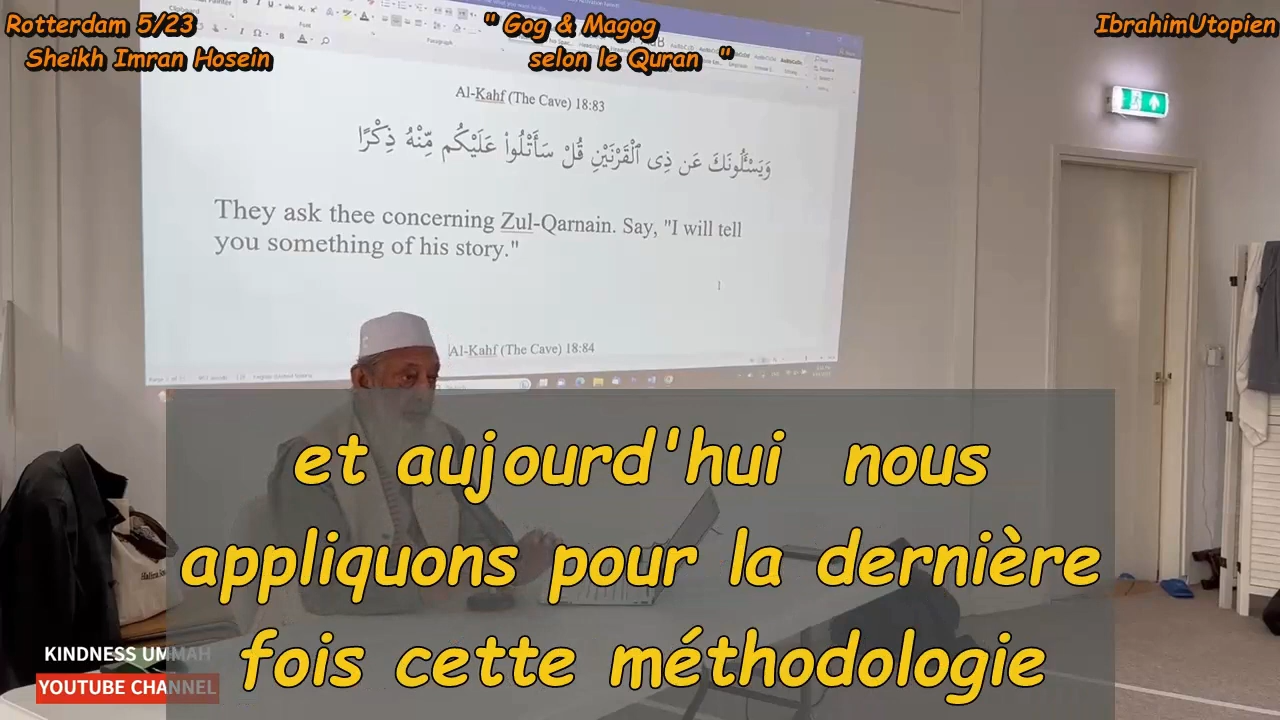 Rotterdam 5/23
Sheikh Imran Hosein
" Gog & Magog
selon le Quran "
IbrahimUtopien
Al-Kahf (The Cave) 18:83
وَيَسْـَٔلُونَكَ عَن ذِى ٱلْقَرْنَيْنِ قُلْ سَأَتْلُوا۟ عَلَيْكُم مِّنْهُ ذِكْرًا
They ask thee concerning Zul-Qarnain. Say, "I will tell
you something of his story."
1
Al-Kahf (The Cave) 18:84
et aujourd'hui nous
appliquons pour la dernière
fois cette méthodologie
KINDNESS UMMAH
YOUTUBE CHANNEL